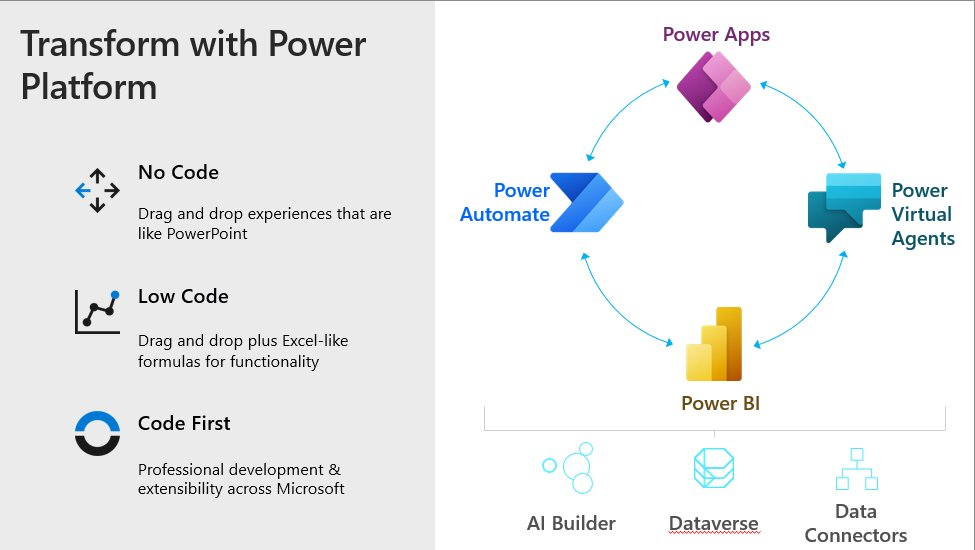 Transform with Power
Platform
No Code
Drag and drop experiences that are
like PowerPoint
Low Code
Drag and drop plus Excel-like
formulas for functionality
Code First
Professional development &
extensibility across Microsoft
Power Apps
Power
Automate
Power
Virtual
Agents
Power BI
AI Builder
Dataverse
Data
Connectors